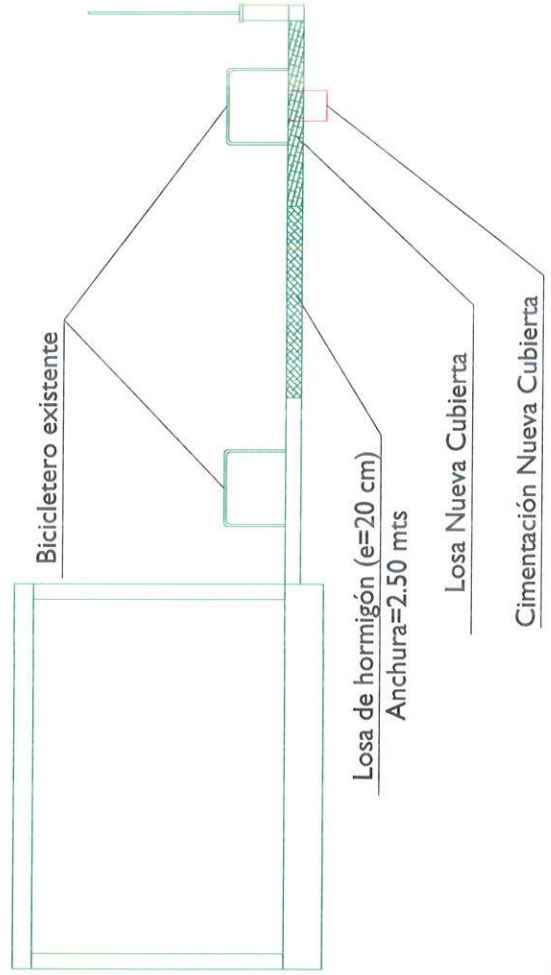 Bicicletero existente
Losa de hormigón (e=20 cm)
Anchura=2.50 mts
Losa Nueva Cubierta
Cimentación Nueva Cubierta